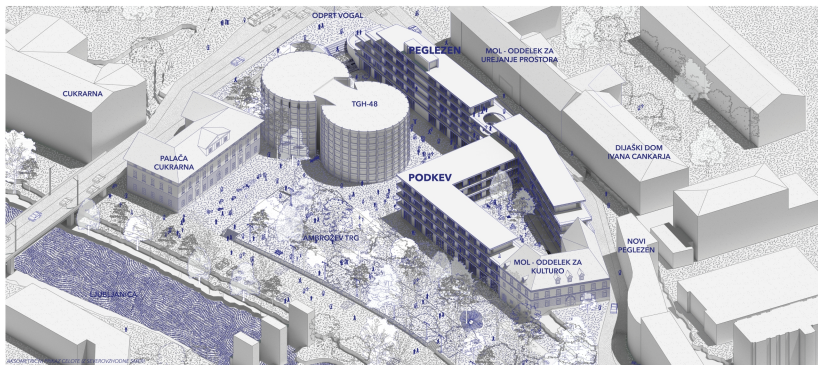 ODPRT VOGAL
PEGLEZEN
MOL - ODDELEK ZA
UREJANJE PROSTORA
CUKRARNA
TGH-48
PALAČA
CUKRARNA
DIJAŠKI DOM
IVANA CANKARJA
PODKEV
AMBROŽEV TRG
NOVI
PEGLEZEN
MOL - ODDELEK ZA
KULTURO
LJUBLJANICA